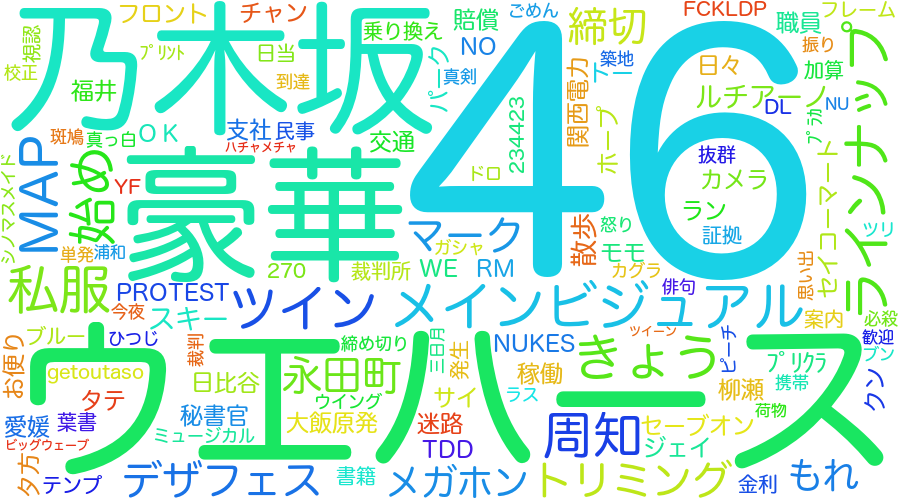 フロント
チャン
乗り換え
賠償
ごめん
締切
FCKLDP
職員
フレーム
乃木坂
46
視認
プリット
日当
NO
築地
日々
加算
振り
校正
福井
到達
パーク
真剣
アー
関西電力
ルチアーノ
DL
NU
斑鳩
真っ白
OK
支社
民事
交通
234423
ホープ
抜群
プラカ
ラインナップ
ハチャメチャ
シノマスメイド
MAP
始め
YF
豪華
ドロ
カメラ
コーマート
ラン
マーク
散歩
怒り
証拠
ツリ
単発
浦和
ガシャ
モモ
セイ
270
裁判所
WE
RM
カグラ
俳句
思い出
私服
PROTEST
ツイン
メインビジュアル
今夜
スキー
案内
必殺
お便り
ブルー
ひつじ
裁判
締め切り
三日月
発生
NUKES
ツイーン
きょう
ピーチ
プリクラ
ブン
歓迎
getoutaso
日比谷
永田町
稼働
柳瀬
携帯
クン
タテ
ウイング
サイ
ラス
ウエハース
愛媛
葉書
秘書官
大飯原発
迷路
周知
セーブオン
荷物
ビッグウェーブ
ミュージカル
TDD
ジェイ
夕方
テンプ
デザフェス
書籍
メガホン
トリミング
金利
もれ